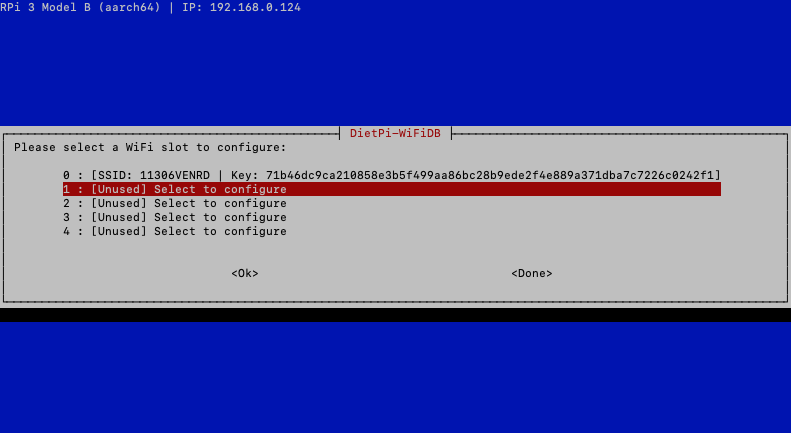 RPi 3 Model B (aarch64) | IP: 192.168.0.124
DietPi-WiFiDB
Please select a WiFi slot to configure:
0 : [SSID: 11306VENRD | Key: 71b46dc9ca210858e3b5f499aa86bc28b9ede2f4e889a371dba7c7226c0242f1]
1 : [Unused] Select to configure
2 : [Unused] Select to configure
3 : [Unused] Select to configure
4 : [Unused] Select to configure
<Ok> <Done>